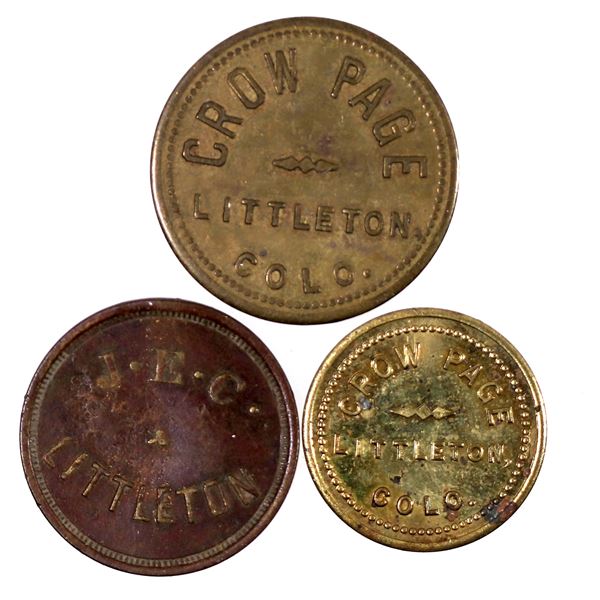 CROW PAGE
LITTLETON,
COLO.
J.E.C.
LITTLETON
CROW PAGE
LITTLETON,
COLO.